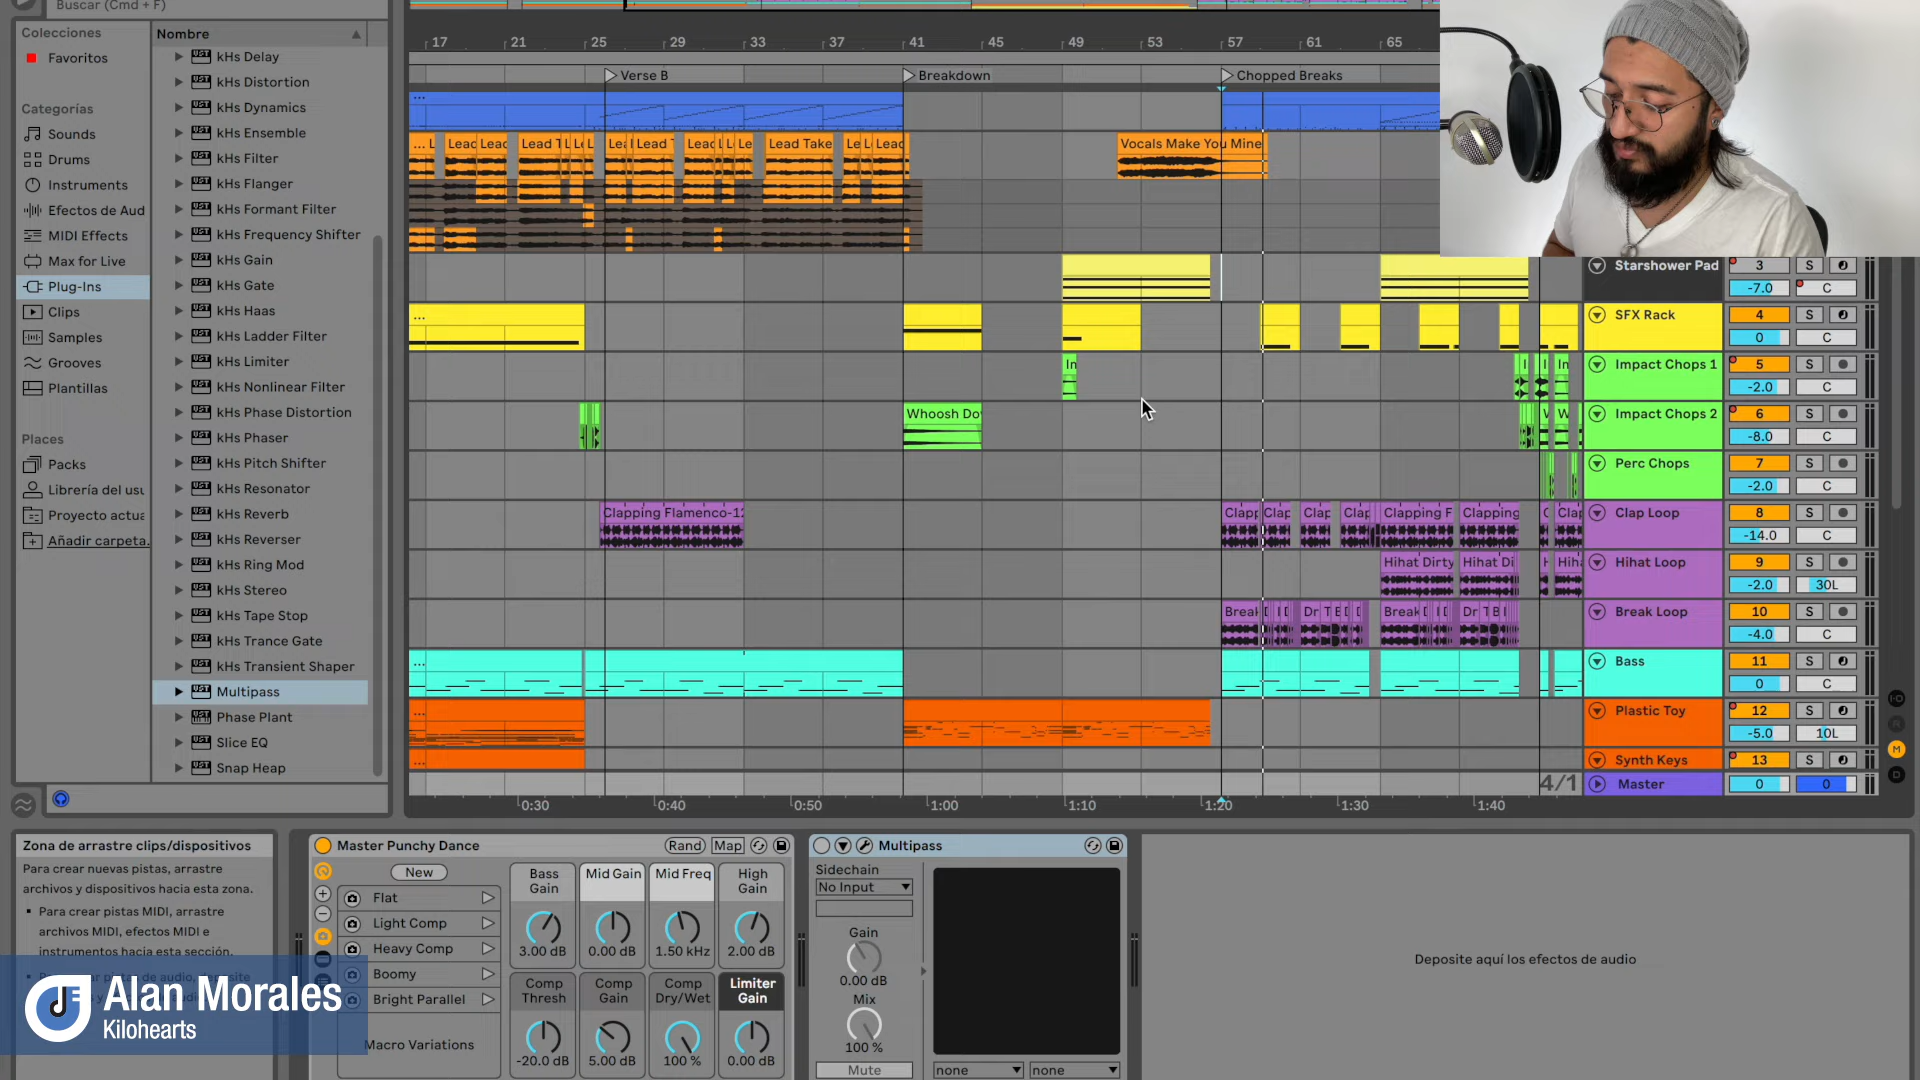 Buscar (Cmd + F)
Colecciones
Favoritos
Categorías
Sounds
Drums
Instruments
Efectos de Aud
MIDI Effects
Max for Live
Plug-Ins
Clips
Samples
Grooves
Plantillas
Places
Packs
Librería del usu
Proyecto actua
Añadir carpeta.
Nombre
kHs Delay
kHs Distortion
kHs Dynamics
kHs Ensemble
kHs Filter
kHs Flanger
kHs Formant Filter
kHs Frequency Shifter
kHs Gain
kHs Gate
kHs Haas
kHs Ladder Filter
kHs Limiter
kHs Nonlinear Filter
kHs Phase Distortion
kHs Phaser
kHs Pitch Shifter
kHs Resonator
kHs Reverb
kHs Reverser
kHs Ring Mod
kHs Stereo
kHs Tape Stop
kHs Trance Gate
kHs Transient Shaper
Multipass
Phase Plant
Slice EQ
Snap Heap
17 21 25 29 33 37 41 45 49 53 57 61 65
Verse B Breakdown Chopped Breaks
Lead Take
Vocals Make You Mine
Whoosh Do
Clapping Flamenco-12
Clapping F Clapping
Hihat Dirty Hihat Di
Starshower Pad 3 S
-7.0 C
SFX Rack 4 S
0 C
Impact Chops 1 5 S
-2.0 C
Impact Chops 2 6 S
-8.0 C
Perc Chops 7 S
-2.0 C
Clap Loop 8 S
-14.0 C
Hihat Loop 9 S
-2.0 30L
Break Loop 10 S
-4.0 C
Bass 11 S
0 C
Plastic Toy 12 S
-5.0 10L
Synth Keys 13 S
4/1 Master 0 0
0:30 0:40 0:50 1:00 1:10 1:20 1:30 1:40
Zona de arrastre clips/dispositivos
Para crear nuevas pistas, arrastre
archivos y dispositivos hacia esta zona.
Para crear pistas MIDI, arrastre
archivos MIDI, efectos MIDI e
instrumentos hacia esta sección.
Alan Morales
Kilohearts
Master Punchy Dance Rand Map
New
Flat
Light Comp
Heavy Comp
Boomy
Bright Parallel
Macro Variations
Bass Gain Mid Gain Mid Freq High Gain
3.00 dB 0.00 dB 1.50 kHz 2.00 dB
Comp Thresh Comp Gain Comp Dry/Wet Limiter Gain
-20.0 dB 5.00 dB 100 % 0.00 dB
Multipass
Sidechain
No Input
Gain
0.00 dB
Mix
100 %
Mute
none none
Deposite aquí los efectos de audio